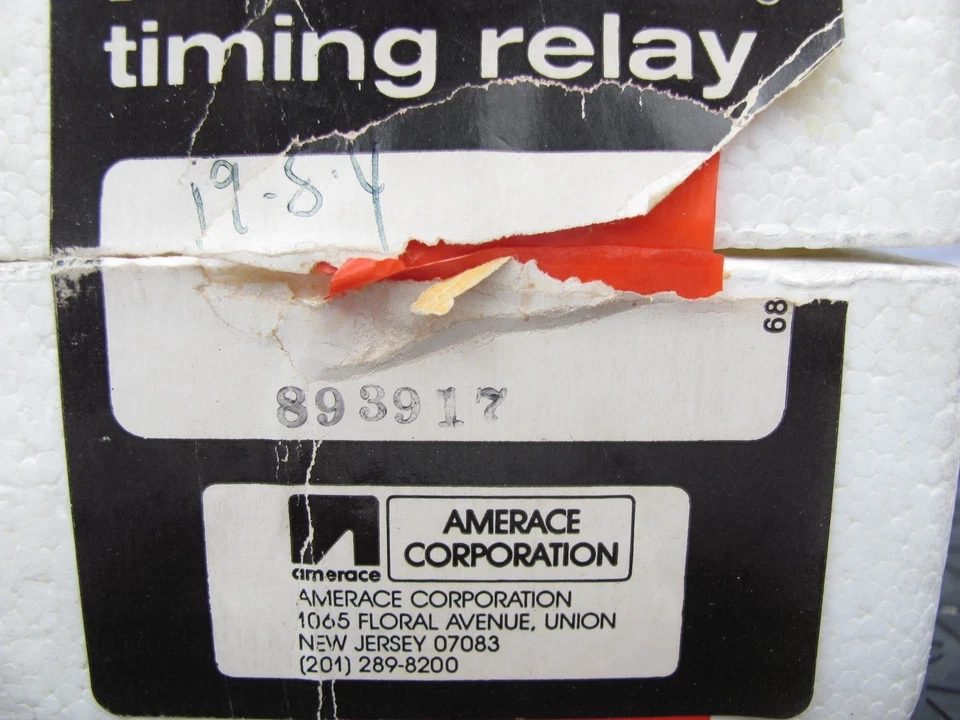 timing relay
19-5-4
68
893917
amerace
AMERACE
CORPORATION
AMERACE CORPORATION
1065 FLORAL AVENUE, UNION
NEW JERSEY 07083
(201) 289-8200